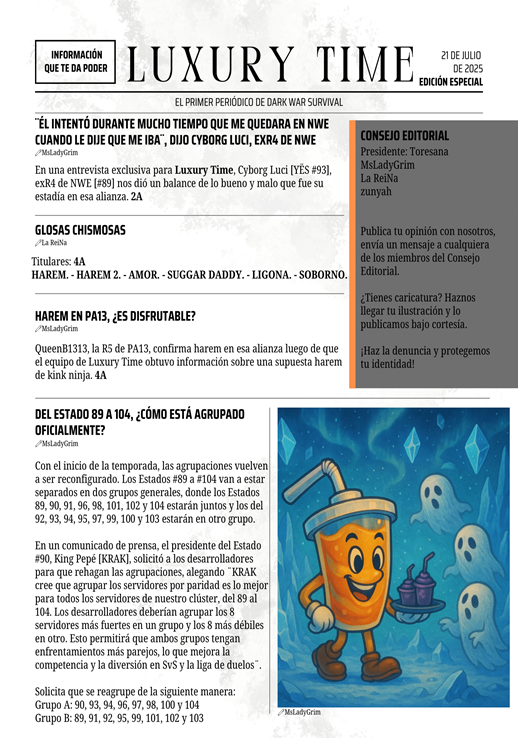 INFORMACIÓN
QUE TE DA PODER
LUXURY TIME
21 DE JULIO
DE 2025
EDICIÓN ESPECIAL
EL PRIMER PERIÓDICO DE DARK WAR SURVIVAL
¨ÉL INTENTÓ DURANTE MUCHO TIEMPO QUE ME QUEDARA EN NWE
CUANDO LE DIJE QUE ME IBA¨, DIJO CYBORG LUCI, EXR4 DE NWE
MsLadyGrim
En una entrevista exclusiva para Luxury Time, Cyborg Luci [YÊS #93],
exR4 de NWE [#89] nos dió un balance de lo bueno y malo que fue su
estadía en esa alianza. 2A
GLOSAS CHISMOSAS
La ReiNa
Titulares: 4A
HAREM. - HAREM 2. - AMOR. - SUGGAR DADDY. - LIGONA. - SOBORNO.
HAREM EN PA13, ¿ES DISFRUTABLE?
MsLadyGrim
QueenB1313, la R5 de PA13, confirma harem en esa alianza luego de que
el equipo de Luxury Time obtuvo información sobre una supuesta harem
de kink ninja. 4A
CONSEJO EDITORIAL
Presidente: Toresana
MsLadyGrim
La ReiNa
zunyah
Publica tu opinión con nosotros,
envía un mensaje a cualquiera
de los miembros del Consejo
Editorial.
¿Tienes caricatura? Haznos
llegar tu ilustración y lo
publicamos bajo cortesía.
¡Haz la denuncia y protegemos
tu identidad!
DEL ESTADO 89 A 104, ¿CÓMO ESTÁ AGRUPADO
OFICIALMENTE?
MsLadyGrim
Con el inicio de la temporada, las agrupaciones vuelven
a ser reconfigurado. Los Estados #89 a #104 van a estar
separados en dos grupos generales, donde los Estados
89, 90, 91, 96, 98, 101, 102 y 104 estarán juntos y los del
92, 93, 94, 95, 97, 99, 100 y 103 estarán en otro grupo.
En un comunicado de prensa, el presidente del Estado
#90, King Pepé [KRAK], solicitó a los desarrolladores
para que rehagan las agrupaciones, alegando ¨KRAK
cree que agrupar los servidores por paridad es lo mejor
para todos los servidores de nuestro clúster, del 89 al
104. Los desarrolladores deberían agrupar los 8
servidores más fuertes en un grupo y los 8 más débiles
en otro. Esto permitirá que ambos grupos tengan
enfrentamientos más parejos, lo que mejora la
competencia y la diversión en SvS y la liga de duelos¨.
Solicita que se reagrupe de la siguiente manera:
Grupo A: 90, 93, 94, 96, 97, 98, 100 y 104
Grupo B: 89, 91, 92, 95, 99, 101, 102 y 103
MsLadyGrim